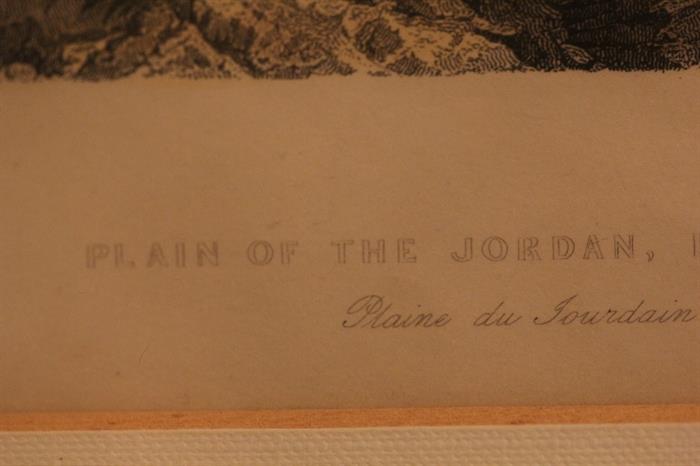 PLAIN OF THE JORDAN,
Plaine du Jourdain